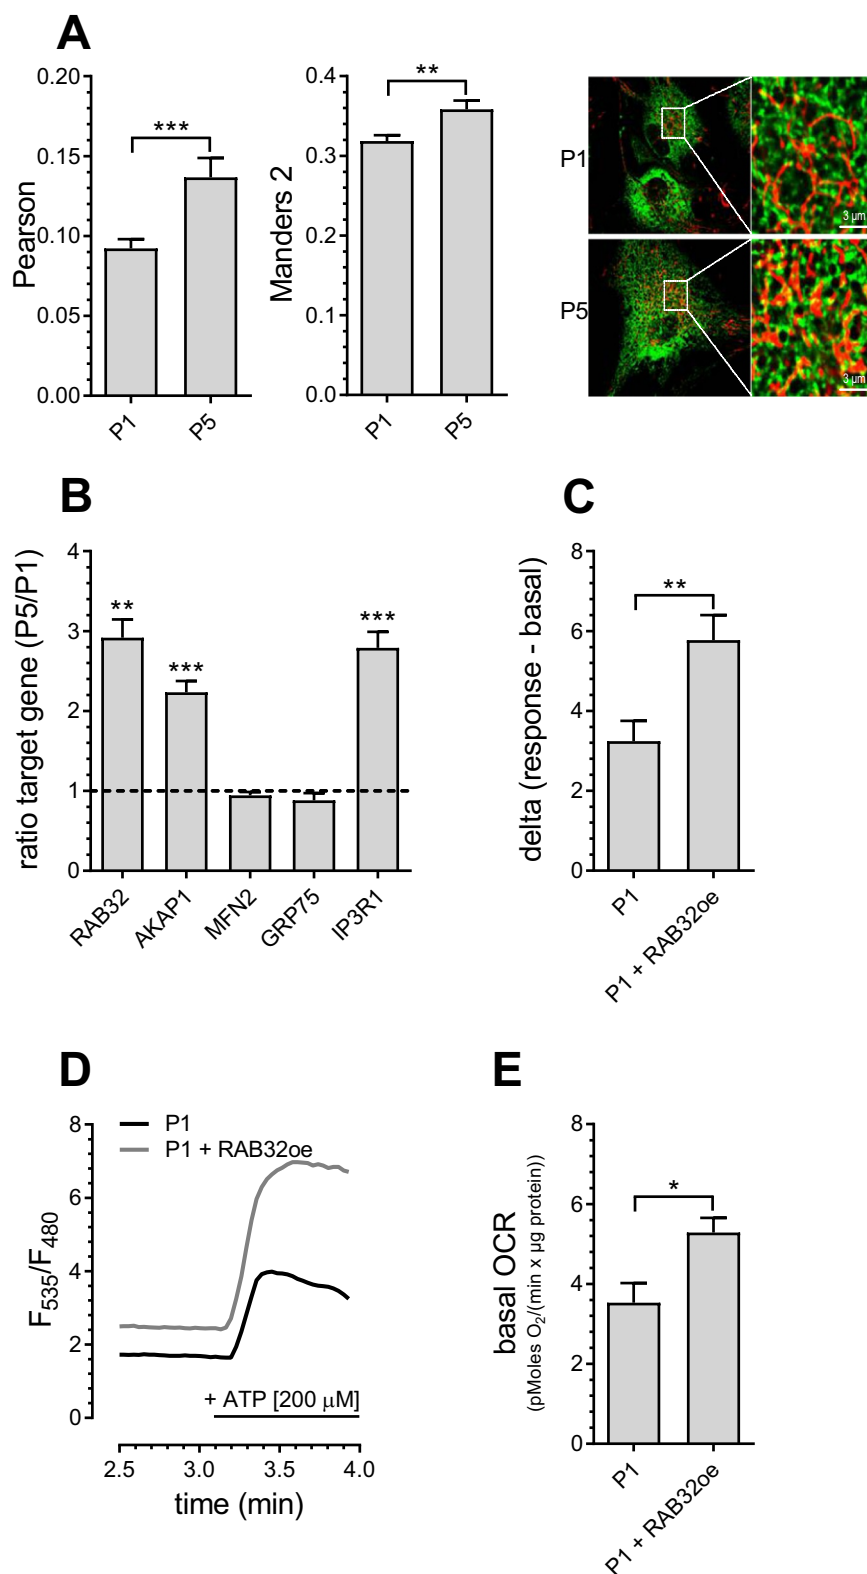 A
Pearson
0.20
0.15
0.10
0.05
0.00
***
P1
P5
Manders 2
0.4
0.3
0.2
0.1
0.0
**
P1
P5
P1
3 µm
P5
3 µm
B
ratio target gene (P5/P1)
4
3
2
1
0
**
***
***
RAB32
AKAP1
MFN2
GRP75
IP3R1
C
delta (response - basal)
8
6
4
2
0
**
P1
P1 + RAB32oe
D
P1
P1 + RAB32oe
F535/F480
8
6
4
2
0
+ ATP [200 µM]
2.5
3.0
3.5
4.0
time (min)
E
basal OCR
(pMoles O2/(min x µg protein))
8
6
4
2
0
*
P1
P1 + RAB32oe